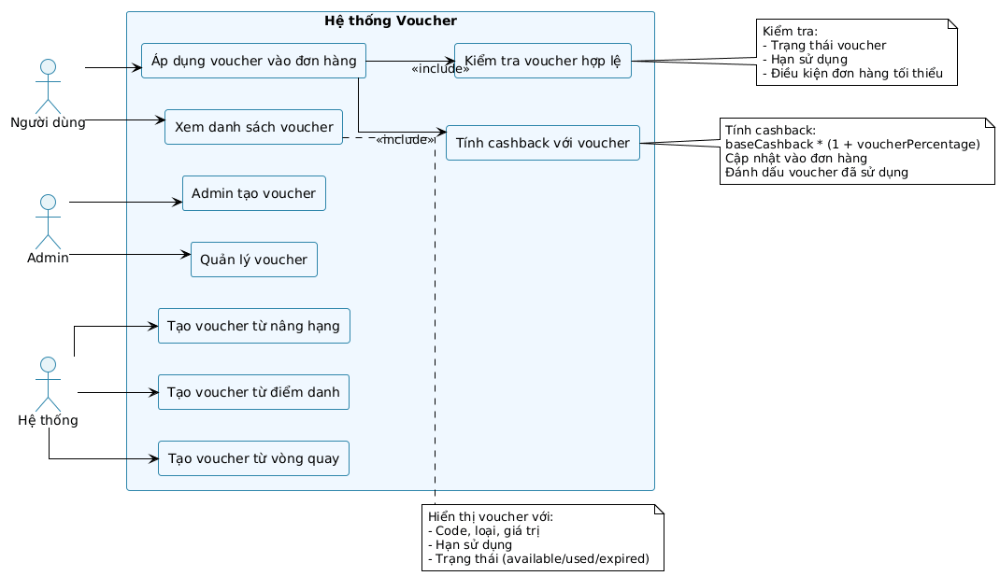 Hệ thống Voucher
Áp dụng voucher vào đơn hàng
«include»
Kiểm tra voucher hợp lệ
Kiểm tra:
- Trạng thái voucher
- Hạn sử dụng
- Điều kiện đơn hàng tối thiểu
Người dùng
Xem danh sách voucher
«include»
Tính cashback với voucher
Tính cashback:
baseCashback * (1 + voucherPercentage)
Cập nhật vào đơn hàng
Đánh dấu voucher đã sử dụng
Admin tạo voucher
Admin
Quản lý voucher
Tạo voucher từ nâng hạng
Tạo voucher từ điểm danh
Hệ thống
Tạo voucher từ vòng quay
Hiển thị voucher với:
- Code, loại, giá trị
- Hạn sử dụng
- Trạng thái (available/used/expired)